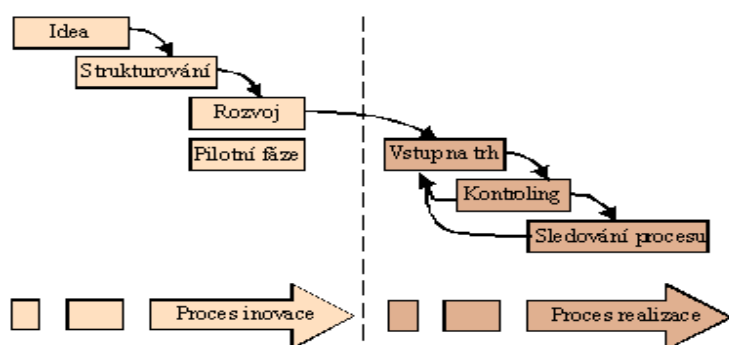 Idea
Strukturování
Rozvoj
Pilotní fáze
Vstup na trh
Kontroling
Sledování procesu
Proces inovace
Proces realizace